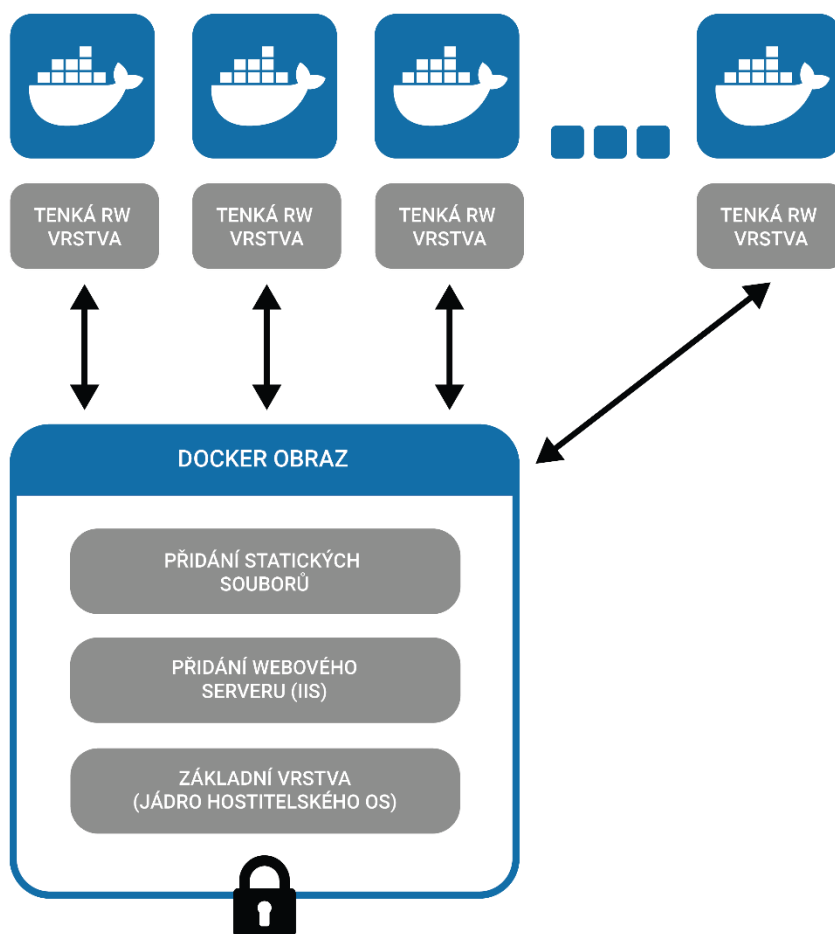 TENKÁ RW
VRSTVA
TENKÁ RW
VRSTVA
TENKÁ RW
VRSTVA
TENKÁ RW
VRSTVA
DOCKER OBRAZ
PŘIDÁNÍ STATICKÝCH
SOUBORŮ
PŘIDÁNÍ WEBOVÉHO
SERVERU (IIS)
ZÁKLADNÍ VRSTVA
(JÁDRO HOSTITELSKÉHO OS)